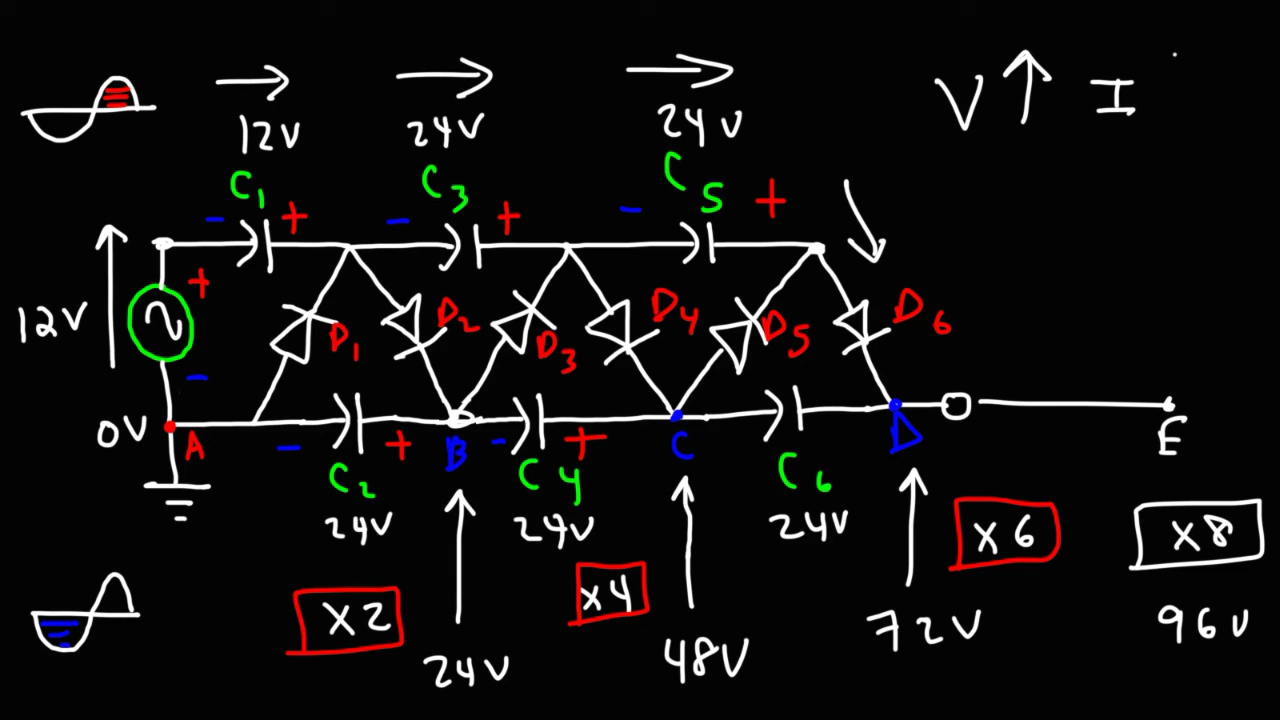 V ↑ I
12V 24V 24V
C1 C3 C5
- + - + - +
12V + D1 D2 D3 D4 D5 D6
-
0V A - + B - + C D E
C2 C4 C6
24V 24V 24V
x2 x4 x6 x8
24V 48V 72V 96V